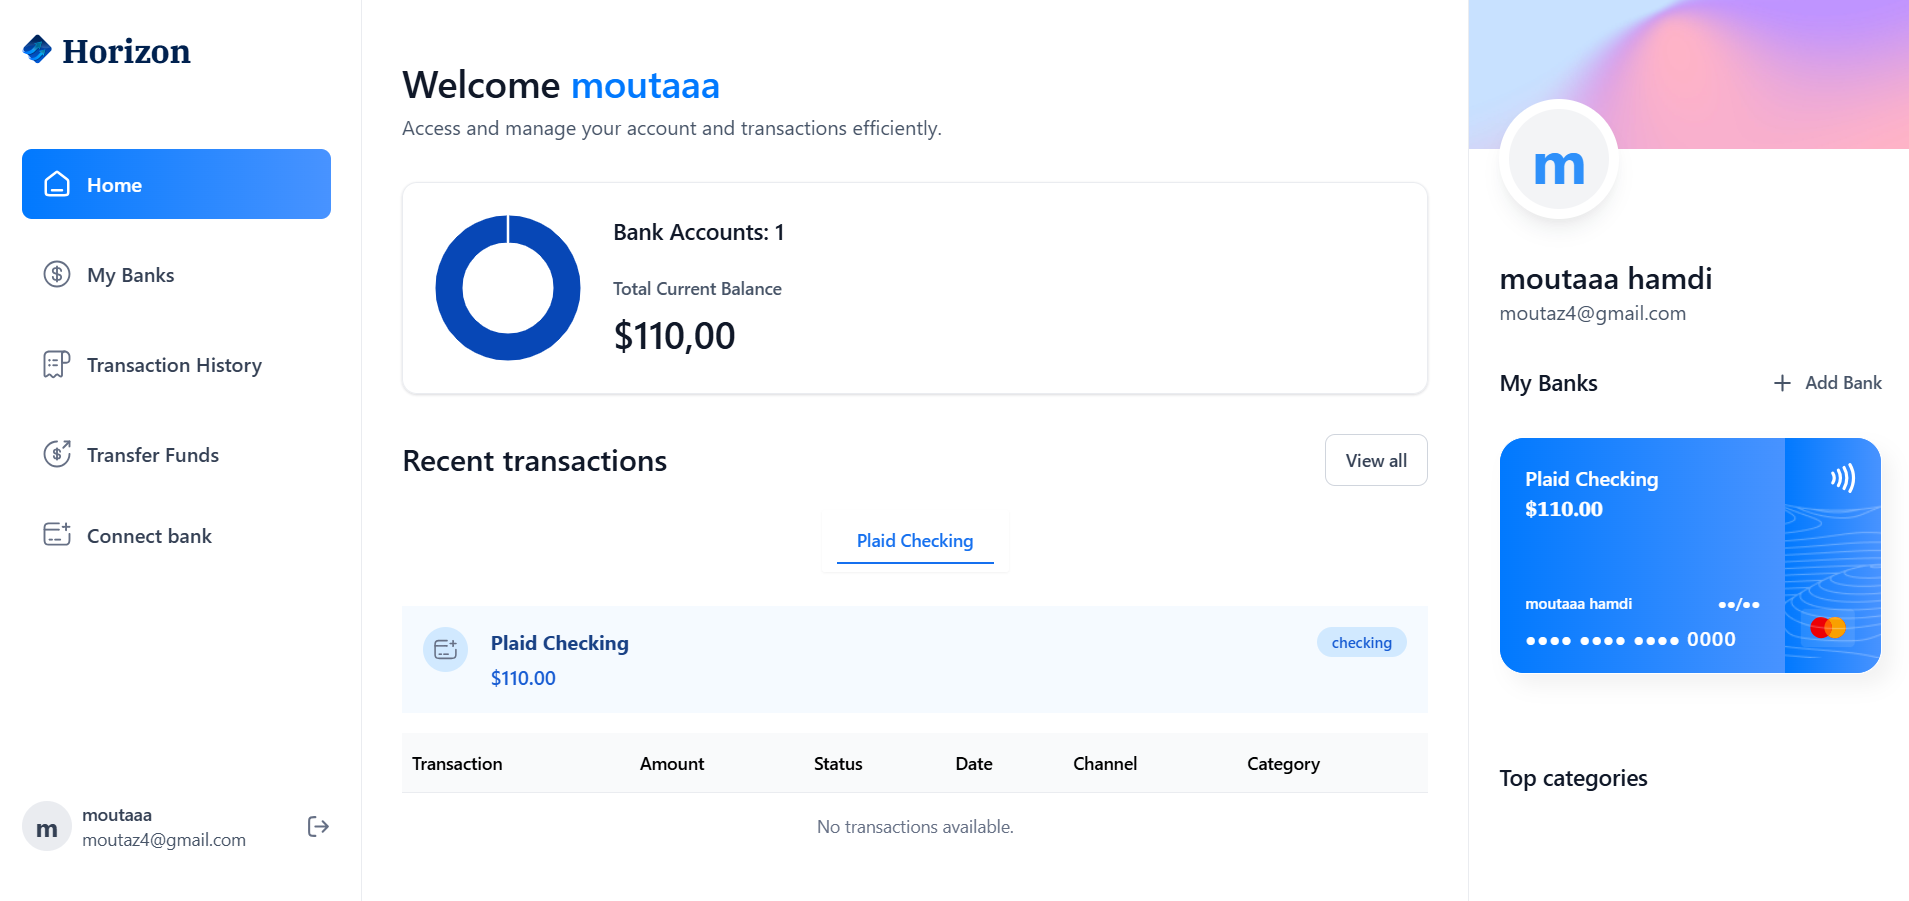 Horizon
Home
My Banks
Transaction History
Transfer Funds
Connect bank
m
moutaaa
moutaz4@gmail.com
Welcome moutaaa
Access and manage your account and transactions efficiently.
Bank Accounts: 1
Total Current Balance
$110,00
Recent transactions
View all
Plaid Checking
Plaid Checking
checking
$110.00
Transaction Amount Status Date Channel Category
No transactions available.
m
moutaaa hamdi
moutaz4@gmail.com
My Banks
+ Add Bank
Plaid Checking
$110.00
moutaaa hamdi ●●/●●
●●●● ●●●● ●●●● 0000
Top categories